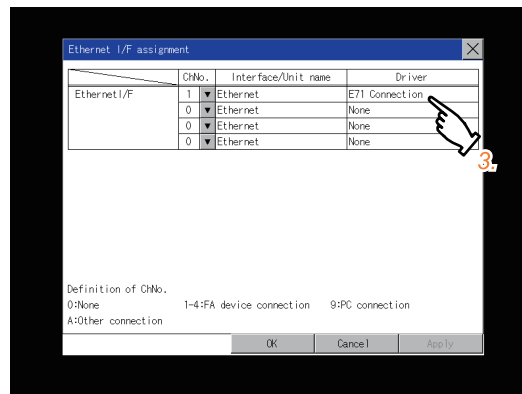 Ethernet I/F assignment
ChNo. Interface/Unit name Driver
EthernetI/F 1 ▼ Ethernet E71 Connection
0 ▼ Ethernet None
0 ▼ Ethernet None
0 ▼ Ethernet None
3.
Definition of ChNo.
0:None 1-4:FA device connection 9:PC connection
A:Other connection
OK Cancel Apply